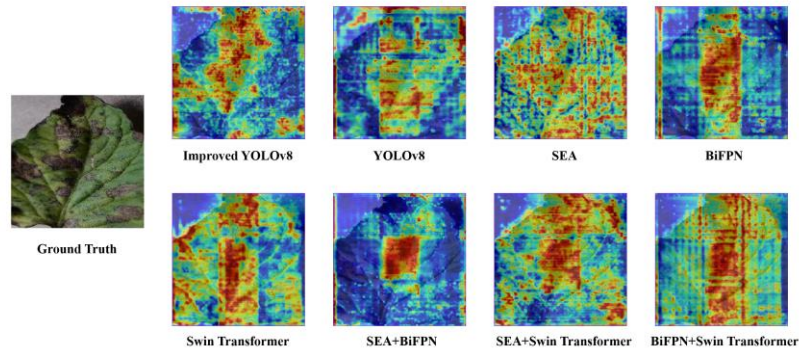 Improved YOLOv8
YOLOv8
SEA
BiFPN
Ground Truth
Swin Transformer
SEA+BiFPN
SEA+Swin Transformer
BiFPN+Swin Transformer